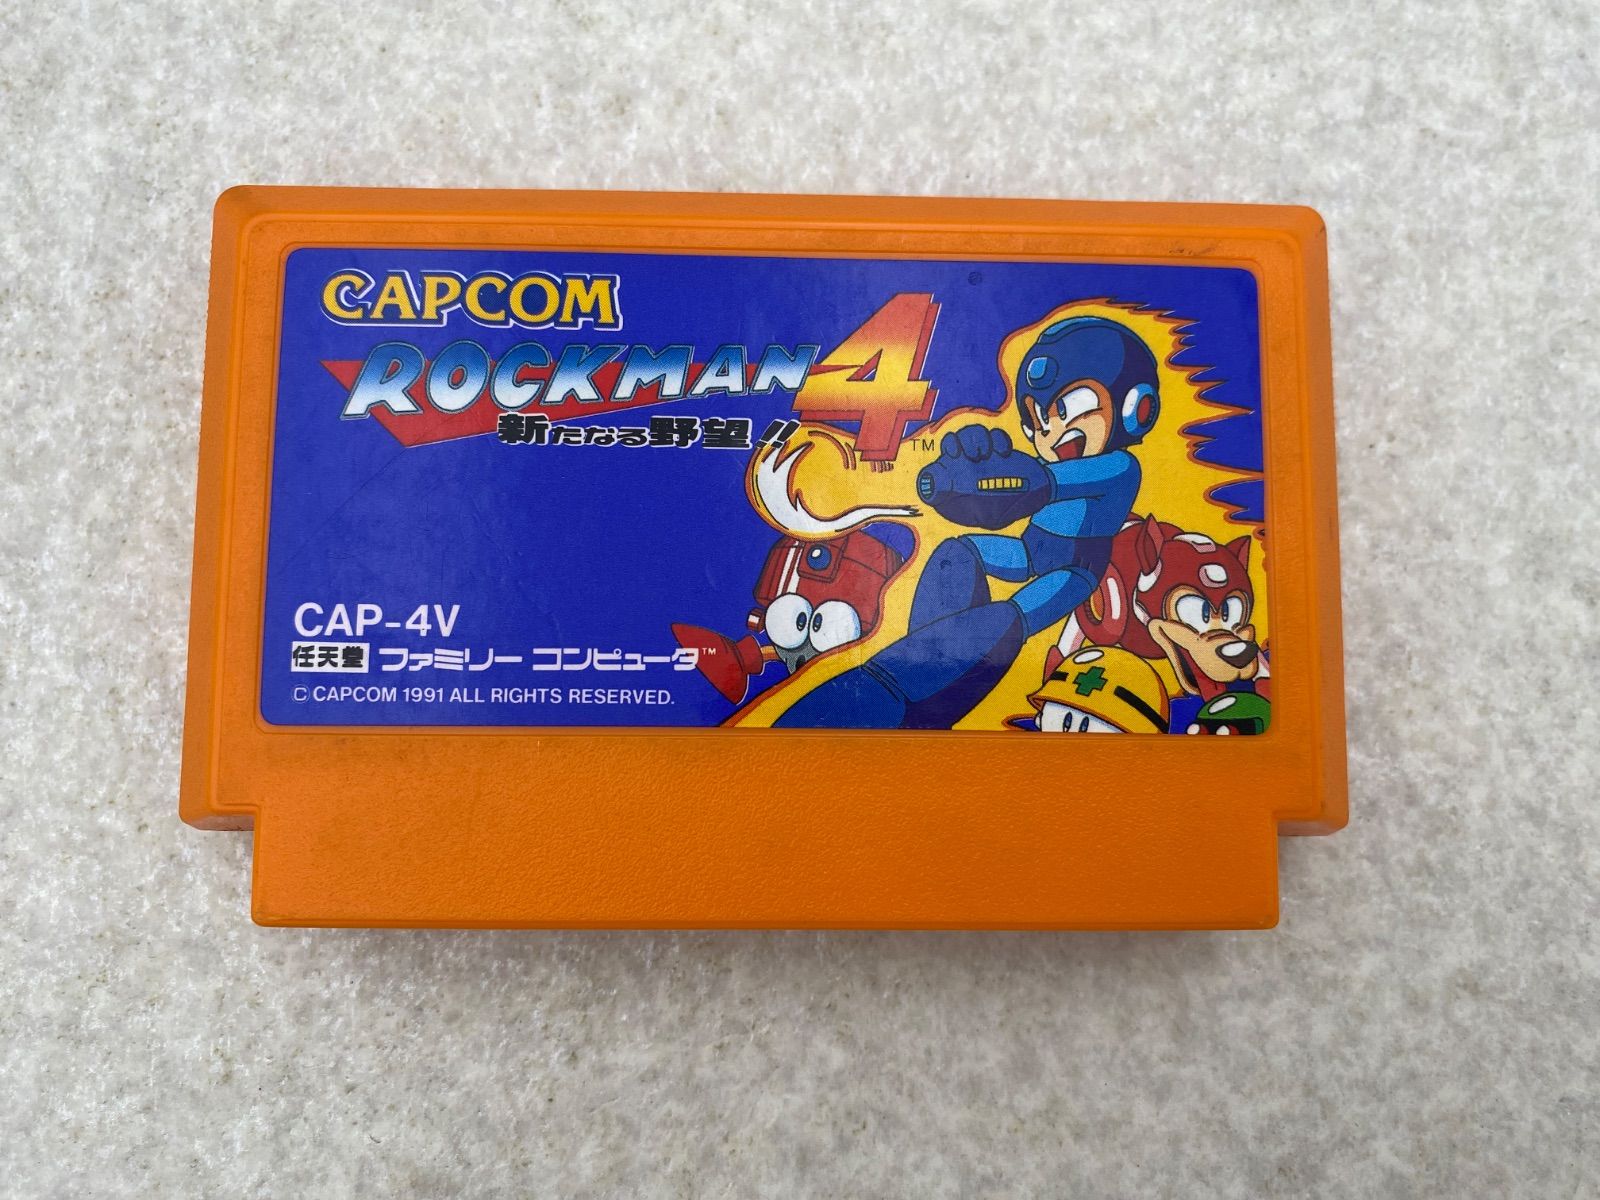 CAPCOM
ROCKMAN 4 TM
新たなる野望!!
CAP-4V
任天堂 ファミリーコンピュータ™
© CAPCOM 1991 ALL RIGHTS RESERVED.